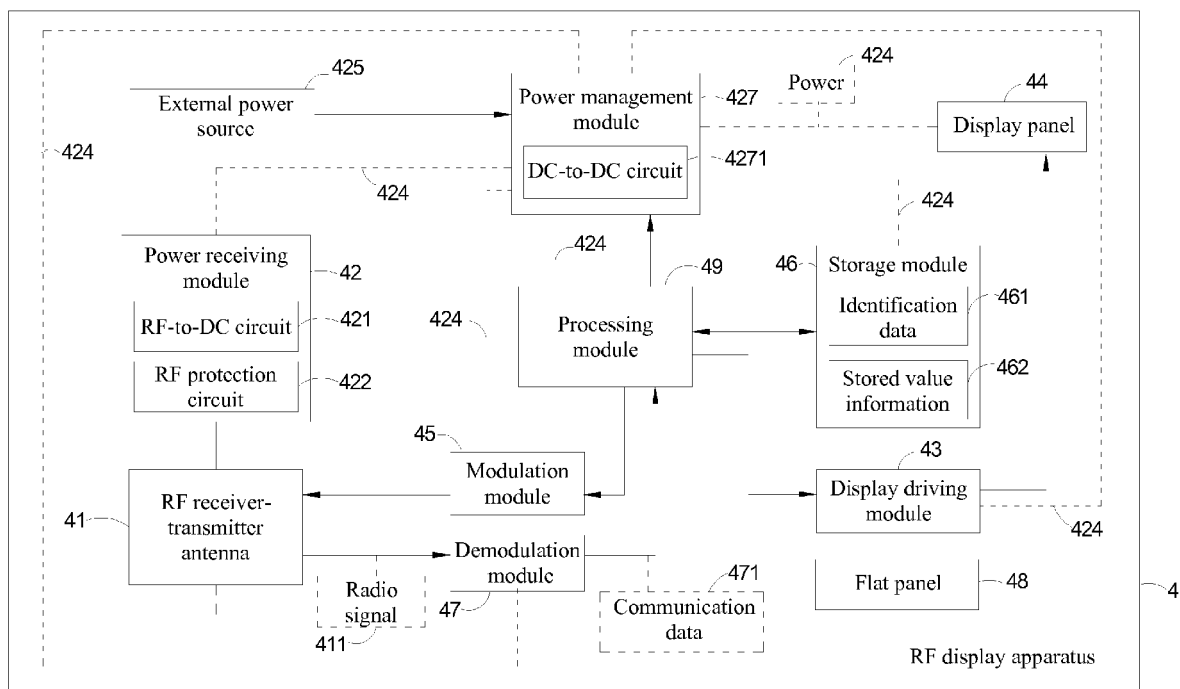 425
External power
source
424
Power management
module
427
424
Power
44
Display panel
DC-to-DC circuit
4271
424
424
424
Power receiving
module
42
49
46
Storage module
RF-to-DC circuit
421
424
Processing
module
Identification
data
461
RF protection
circuit
422
Stored value
information
462
45
Modulation
module
43
Display driving
module
424
41
RF receiver-
transmitter
antenna
Demodulation
module
47
Radio
signal
411
471
Communication
data
Flat panel
48
4
RF display apparatus